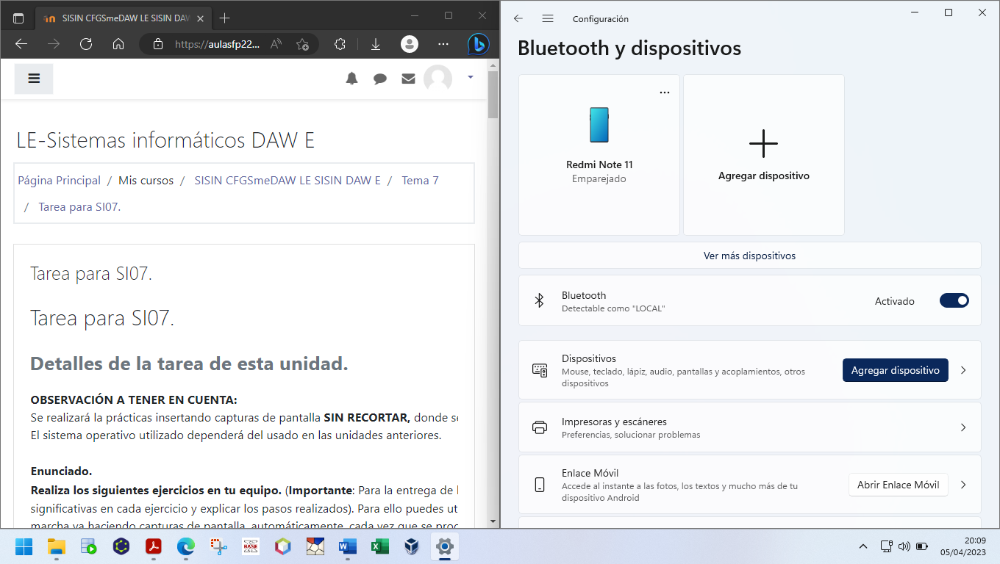 SISIN CFGSmeDAW LE SISIN DAW
https://aulasfp22...
LE-Sistemas informáticos DAW E
Página Principal / Mis cursos / SISIN CFGSmeDAW LE SISIN DAW E / Tema 7
/ Tarea para SI07.
Tarea para SI07.
Tarea para SI07.
Detalles de la tarea de esta unidad.
OBSERVACIÓN A TENER EN CUENTA:
Se realizará la prácticas insertando capturas de pantalla SIN RECORTAR, donde
El sistema operativo utilizado dependerá del usado en las unidades anteriores.
Enunciado.
Realiza los siguientes ejercicios en tu equipo. (Importante: Para la entrega de
significativas en cada ejercicio y explicar los pasos realizados). Para ello puedes ut
marcha va haciendo capturas de pantalla, automáticamente, cada vez que se
Configuración
Bluetooth y dispositivos
Redmi Note 11
Emparejado
Agregar dispositivo
Ver más dispositivos
Bluetooth
Detectable como "LOCAL"
Activado
Dispositivos
Mouse, teclado, lápiz, audio, pantallas y acoplamientos, otros
dispositivos
Agregar dispositivo
Impresoras y escáneres
Preferencias, solucionar problemas
Enlace Móvil
Accede al instante a las fotos, los textos y mucho más de tu
dispositivo Android
Abrir Enlace Móvil
BASE
20:09
05/04/2023